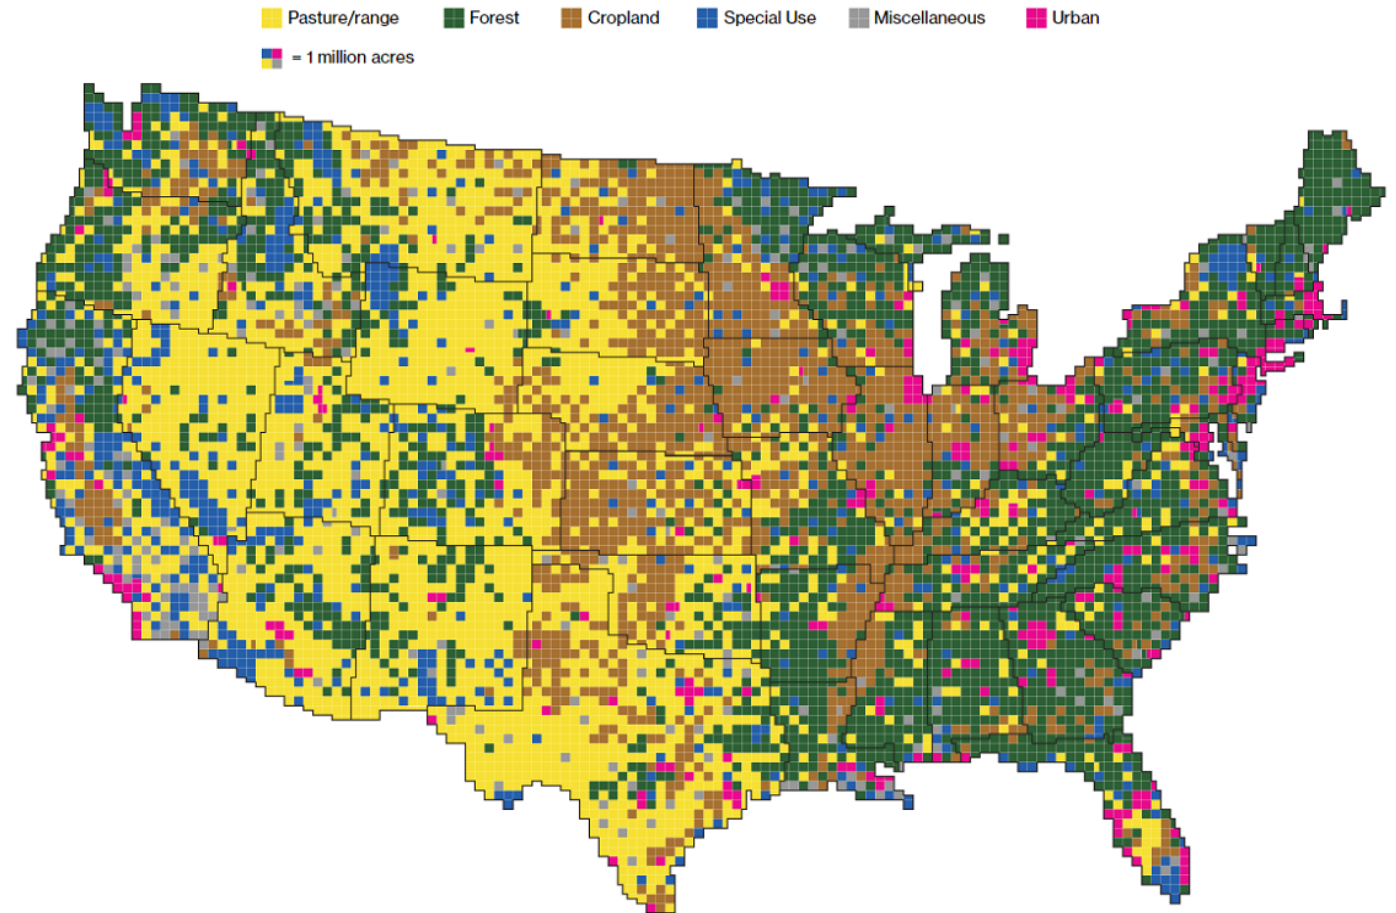 Pasture/range Forest Cropland Special Use Miscellaneous Urban
= 1 million acres